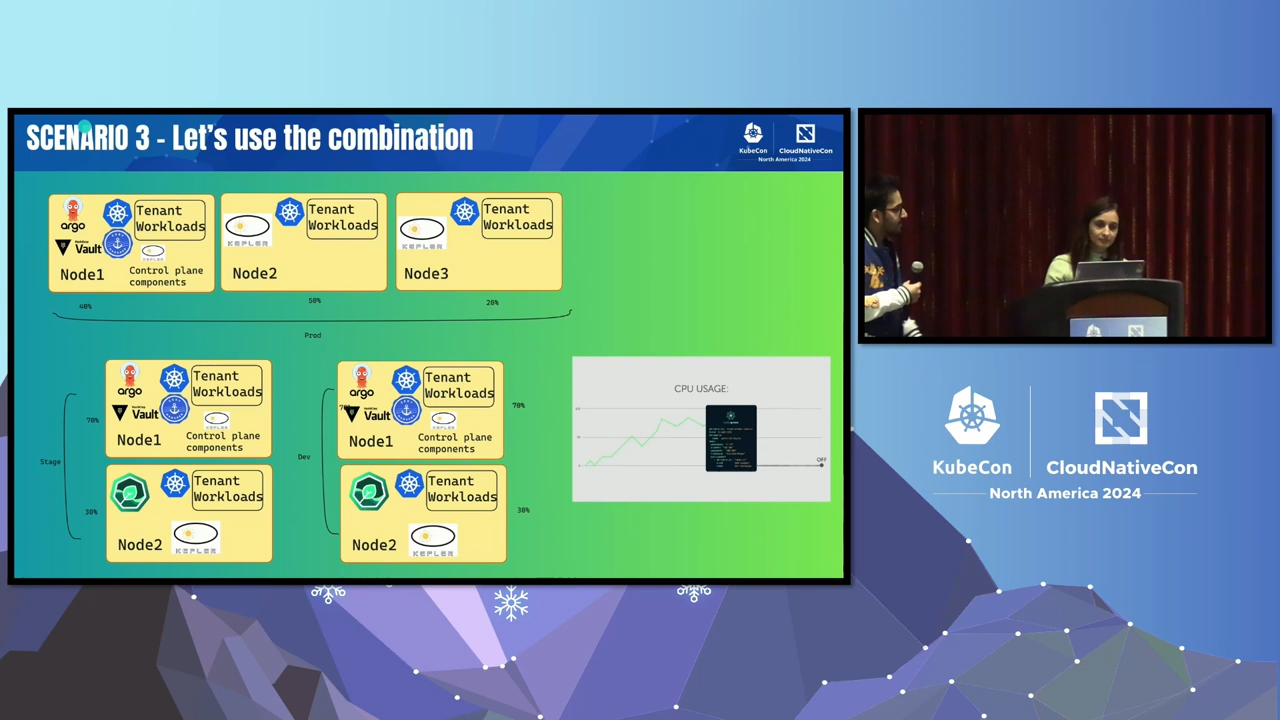 SCENARIO 3 - Let's use the combination
KubeCon
CloudNativeCon
North America 2024
argo
Tenant
Workloads
Vault
Node1
Control plane
components
KEPLER
Tenant
Workloads
Node2
KEPLER
Tenant
Workloads
Node3
40%
50%
20%
Prod
argo
Tenant
Workloads
Vault
Node1
Control plane
components
70%
Stage
30%
Tenant
Workloads
Node2
KEPLER
argo
Tenant
Workloads
Vault
Node1
Control plane
components
70%
Dev
30%
Tenant
Workloads
Node2
KEPLER
CPU USAGE:
OFF
KubeCon
CloudNativeCon
North America 2024